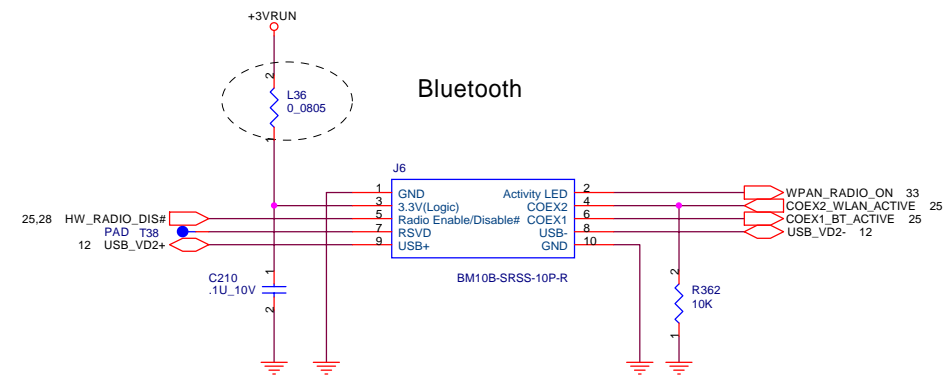 +3VRUN
2
L36
0_0805
1
Bluetooth
J6
1 GND Activity LED 2
3 3.3V(Logic) COEX2 4
5 Radio Enable/Disable# COEX1 6
7 RSVD USB- 8
9 USB+ GND 10
25,28 HW_RADIO_DIS#
PAD T38
12 USB_VD2+
WPAN_RADIO_ON 33
COEX2_WLAN_ACTIVE 25
COEX1_BT_ACTIVE 25
USB_VD2- 12
BM10B-SRSS-10P-R
C210
.1U_10V
1
2
2
R362
10K
1